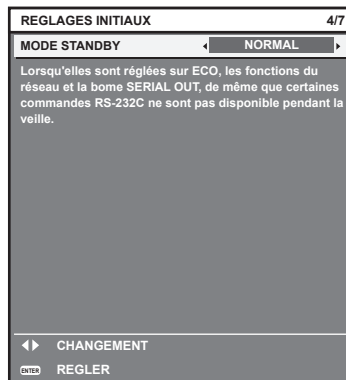 REGLAGES INITIAUX 4/7
MODE STANDBY NORMAL
Lorsqu'elles sont réglées sur ECO, les fonctions du
réseau et la bome SERIAL OUT, de même que certaines
commandes RS-232C ne sont pas disponible pendant la
veille.
CHANGEMENT
ENTER REGLER